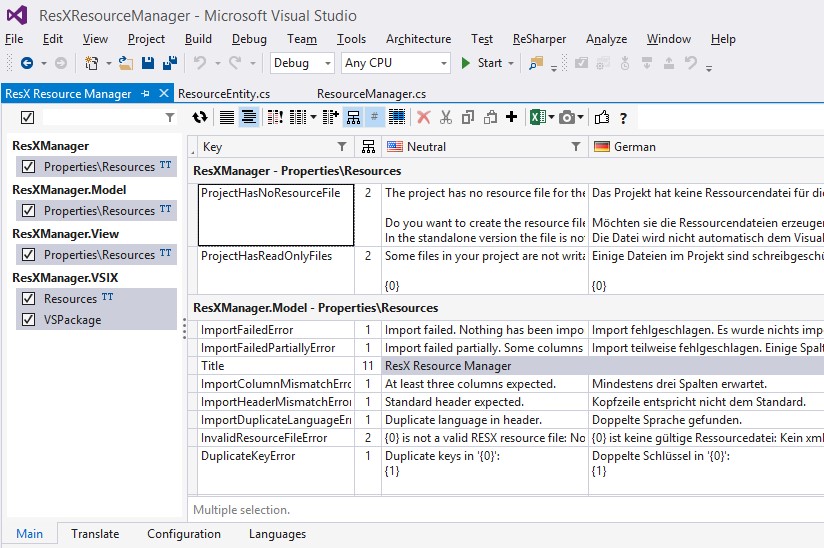 ResXResourceManager - Microsoft Visual Studio
File Edit View Project Build Debug Team Tools Architecture Test ReSharper Analyze Window Help
Debug Any CPU Start
ResX Resource Manager ResourceEntity.cs ResourceManager.cs
ResXManager
Properties\Resources TT
ResXManager.Model
Properties\Resources TT
ResXManager.View
Properties\Resources TT
ResXManager.VSIX
Resources TT
VSPackage
# ?
Key Neutral German
ResXManager - Properties\Resources
ProjectHasNoResourceFile 2 The project has no resource file for the Das Projekt hat keine Ressourcendatei für die
Do you want to create the resource file Möchten sie die Ressourcendateien erzeugen
In the standalone version the file is no Die Datei wird nicht automatisch dem Visual
ProjectHasReadOnlyFiles 2 Some files in your project are not writa Einige Dateien im Projekt sind schreibgeschü
{0} {0}
ResXManager.Model - Properties\Resources
ImportFailedError 1 Import failed. Nothing has been impo Import fehlgeschlagen. Es wurde nichts impo
ImportFailedPartiallyError 1 Import failed partially. Some columns Import teilweise fehlgeschlagen. Einige Spalt
Title 11 ResX Resource Manager
ImportColumnMismatchErro 1 At least three columns expected. Mindestens drei Spalten erwartet.
ImportHeaderMismatchError 1 Standard header expected. Kopfzeile entspricht nicht dem Standard.
ImportDuplicateLanguageErr 1 Duplicate language in header. Doppelte Sprache gefunden.
InvalidResourceFileError 2 {0} is not a valid RESX resource file: No {0} ist keine gültige Ressourcedatei: Kein xml
DuplicateKeyError 1 Duplicate keys in '{0}': Doppelte Schlüssel in '{0}':
{1} {1}
Multiple selection.
Main Translate Configuration Languages